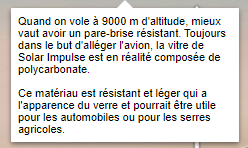 Quand on vole à 9000 m d'altitude, mieux
vaut avoir un pare-brise résistant. Toujours
dans le but d'alléger l'avion, la vitre de
Solar Impulse est en réalité composée de
polycarbonate.
Ce matériau est résistant et léger qui a
l'apparence du verre et pourrait être utile
pour les automobiles ou pour les serres
agricoles.